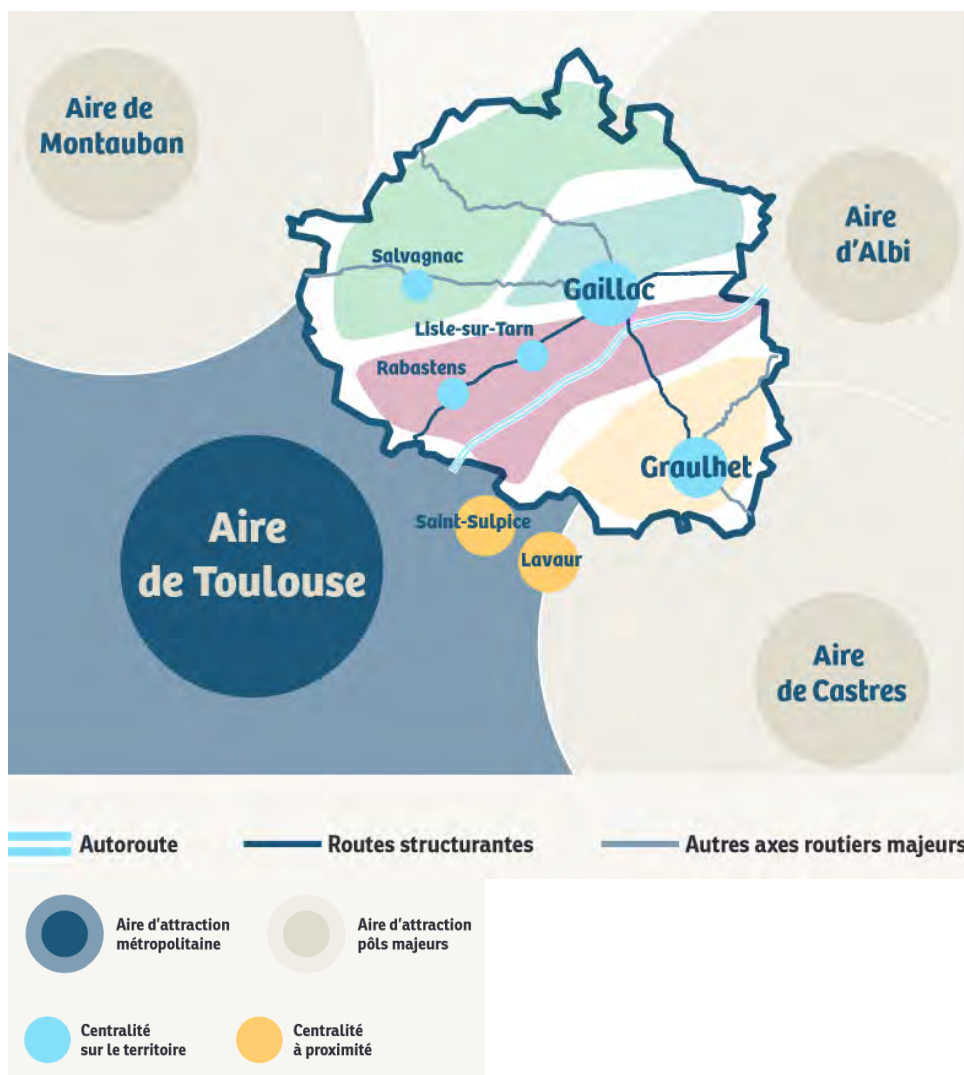 Aire de
Montauban
Aire
d'Albi
Salvagnac
Gaillac
Lisle-sur-Tarn
Rabastens
Graulhet
Saint-Sulpice
Lavaur
Aire
de Toulouse
Aire
de Castres
Autoroute
Routes structurantes
Autres axes routiers majeurs
Aire d'attraction
métropolitaine
Aire d'attraction
pôls majeurs
Centralité
sur le territoire
Centralité
à proximité